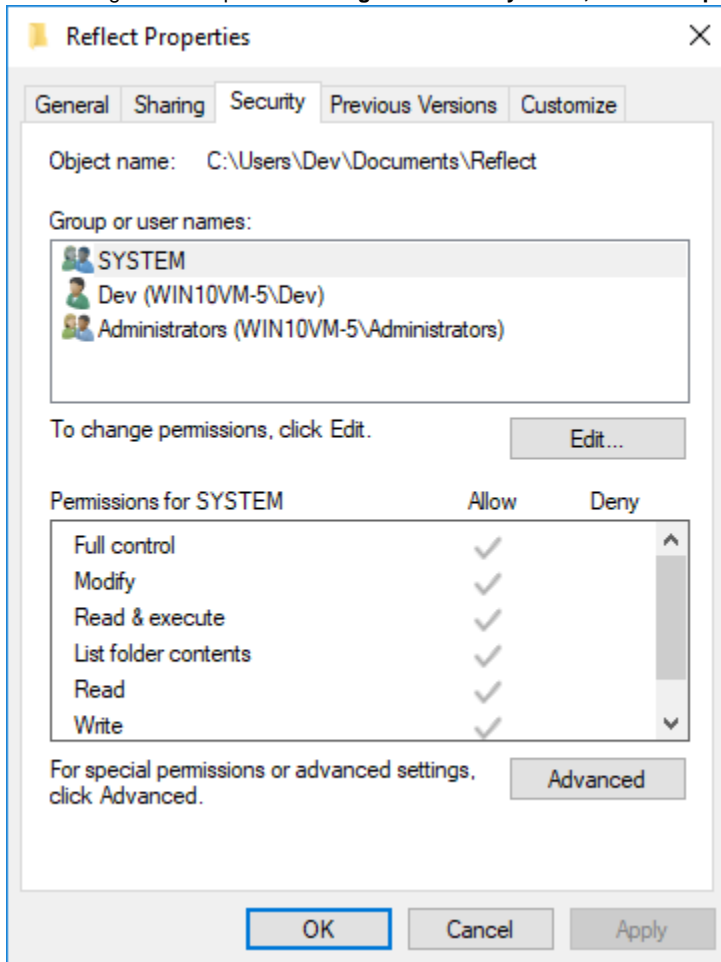 Reflect Properties
General Sharing Security Previous Versions Customize
Object name: C:\Users\Dev\Documents\Reflect
Group or user names:
SYSTEM
Dev (WIN10VM-5\Dev)
Administrators (WIN10VM-5\Administrators)
To change permissions, click Edit.
Edit...
Permissions for SYSTEM Allow Deny
Full control
Modify
Read & execute
List folder contents
Read
Write
For special permissions or advanced settings,
click Advanced.
Advanced
OK Cancel Apply